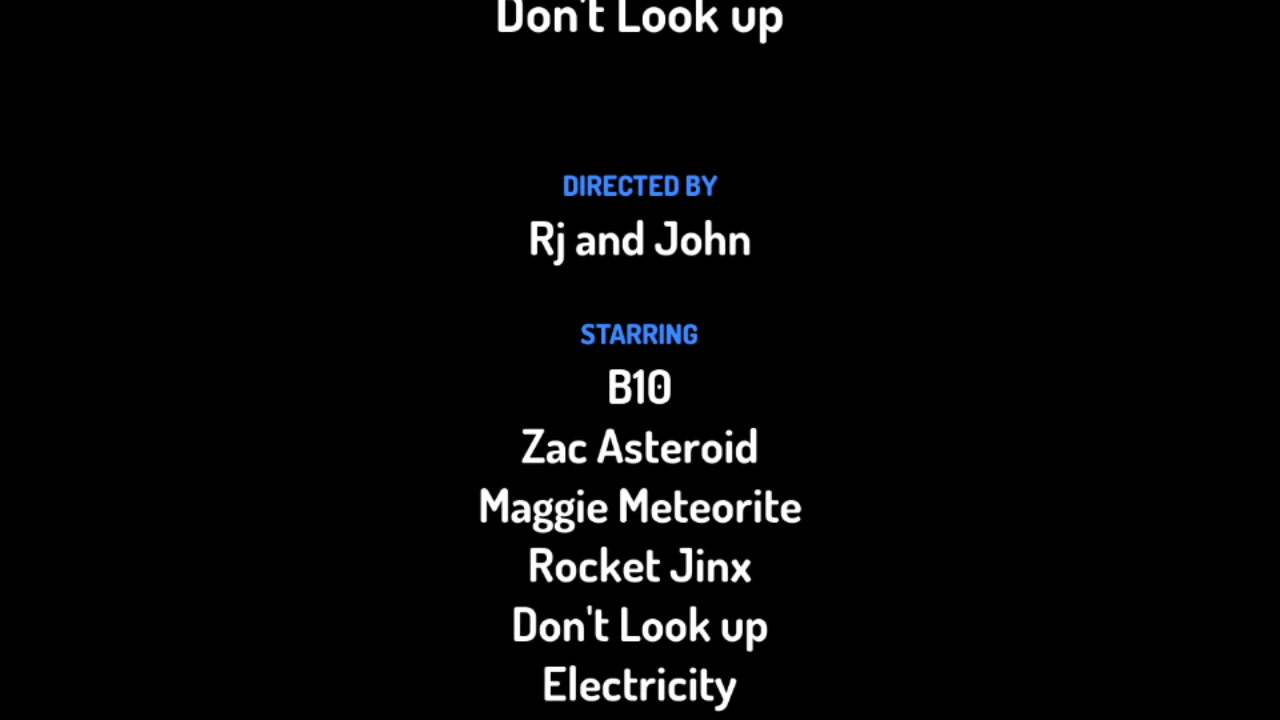 Don't Look up
DIRECTED BY
Rj and John
STARRING
B10
Zac Asteroid
Maggie Meteorite
Rocket Jinx
Don't Look up
Electricity